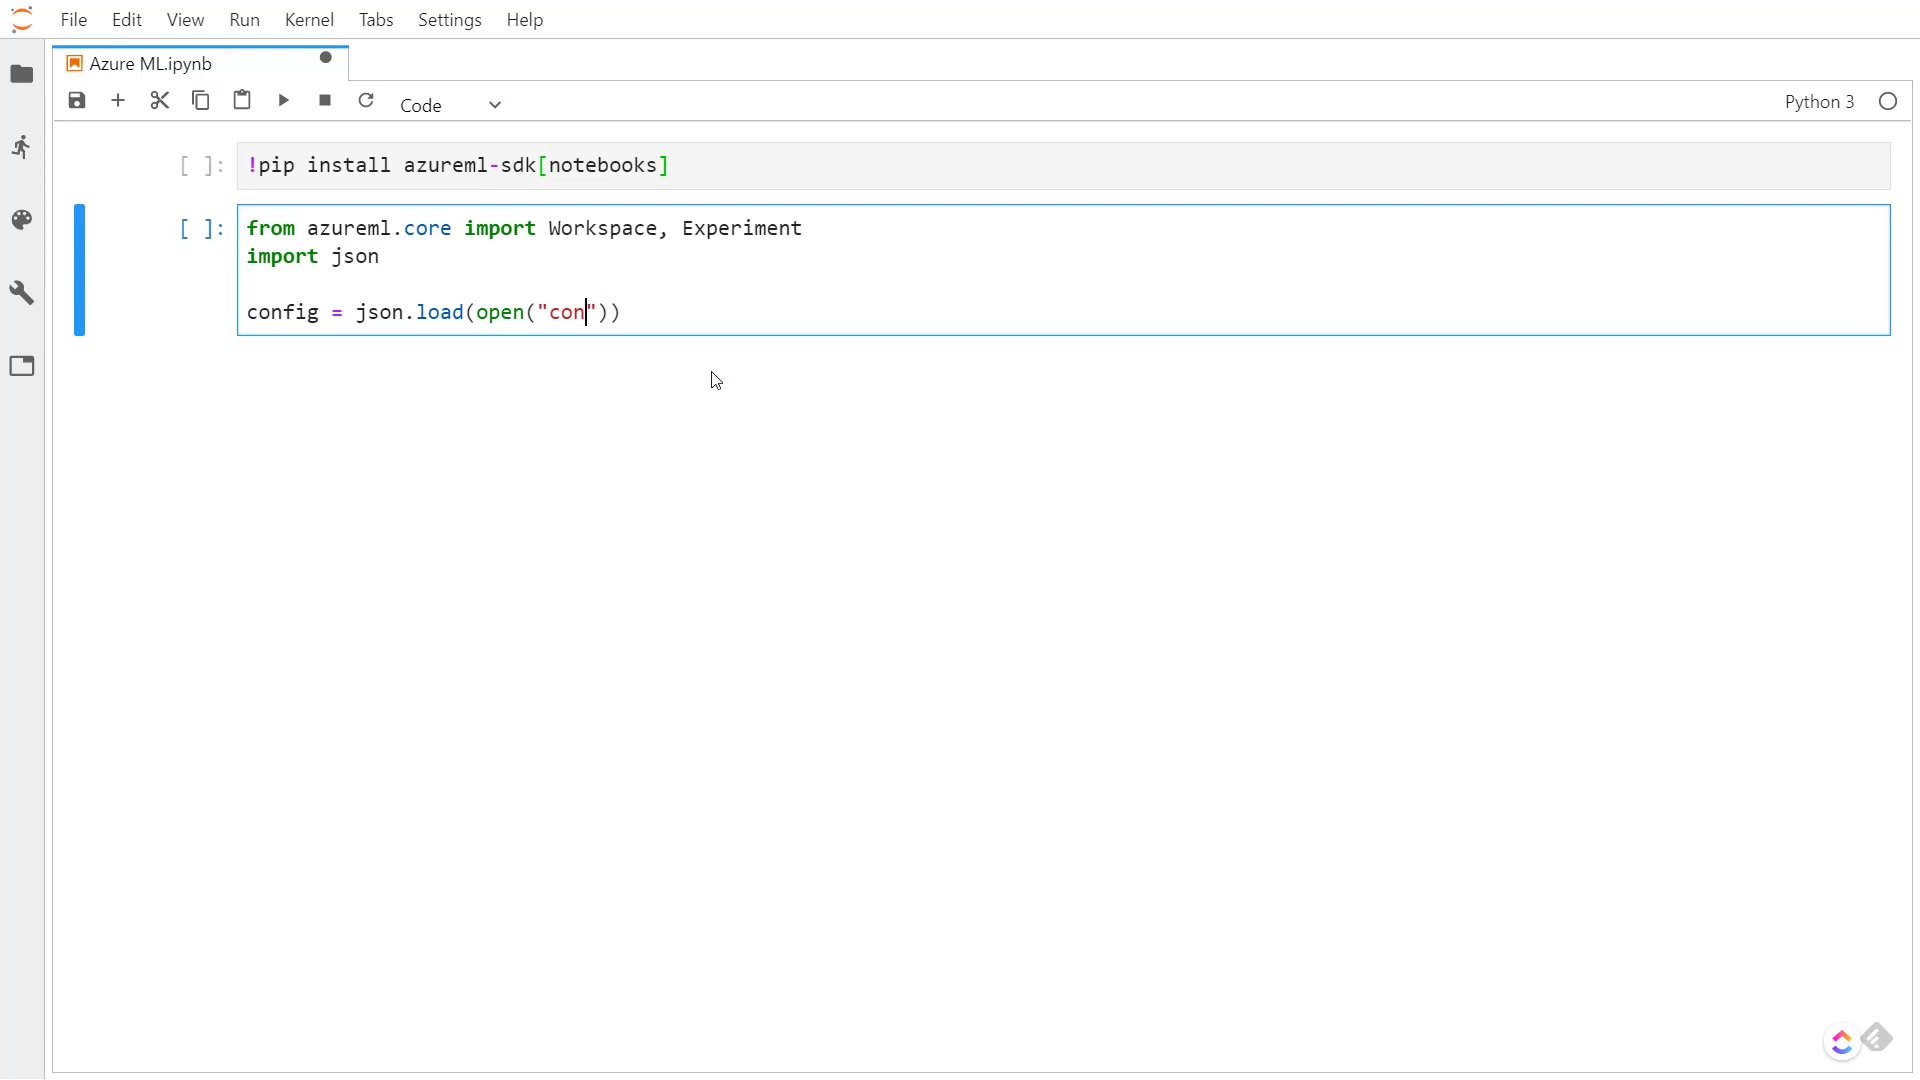 File Edit View Run Kernel Tabs Settings Help
Azure ML.ipynb
Code
Python 3
[ ]: !pip install azureml-sdk[notebooks]
[ ]: from azureml.core import Workspace, Experiment
import json
config = json.load(open("con"))